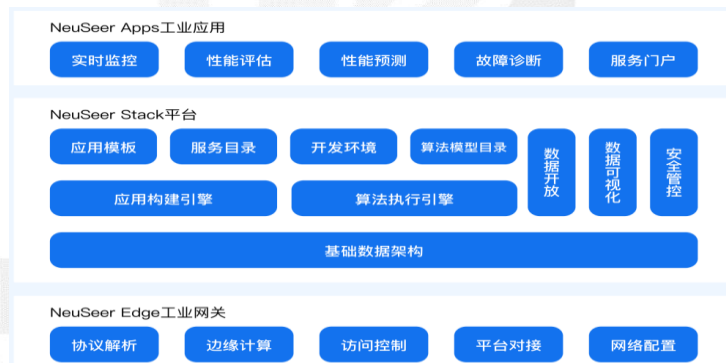 NeuSeer Apps工业应用
实时监控 性能评估 性能预测 故障诊断 服务门户
NeuSeer Stack平台
应用模板 服务目录 开发环境 算法模型目录
数据开放
数据可视化
安全管控
应用构建引擎 算法执行引擎
基础数据架构
NeuSeer Edge工业网关
协议解析 边缘计算 访问控制 平台对接 网络配置